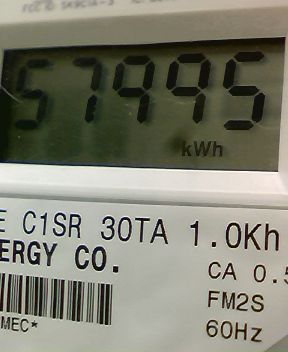 57995
kWh
E C1SR 30TA 1.0Kh
ERGY CO.
CA 0.5
FM2S
60Hz
MEC*